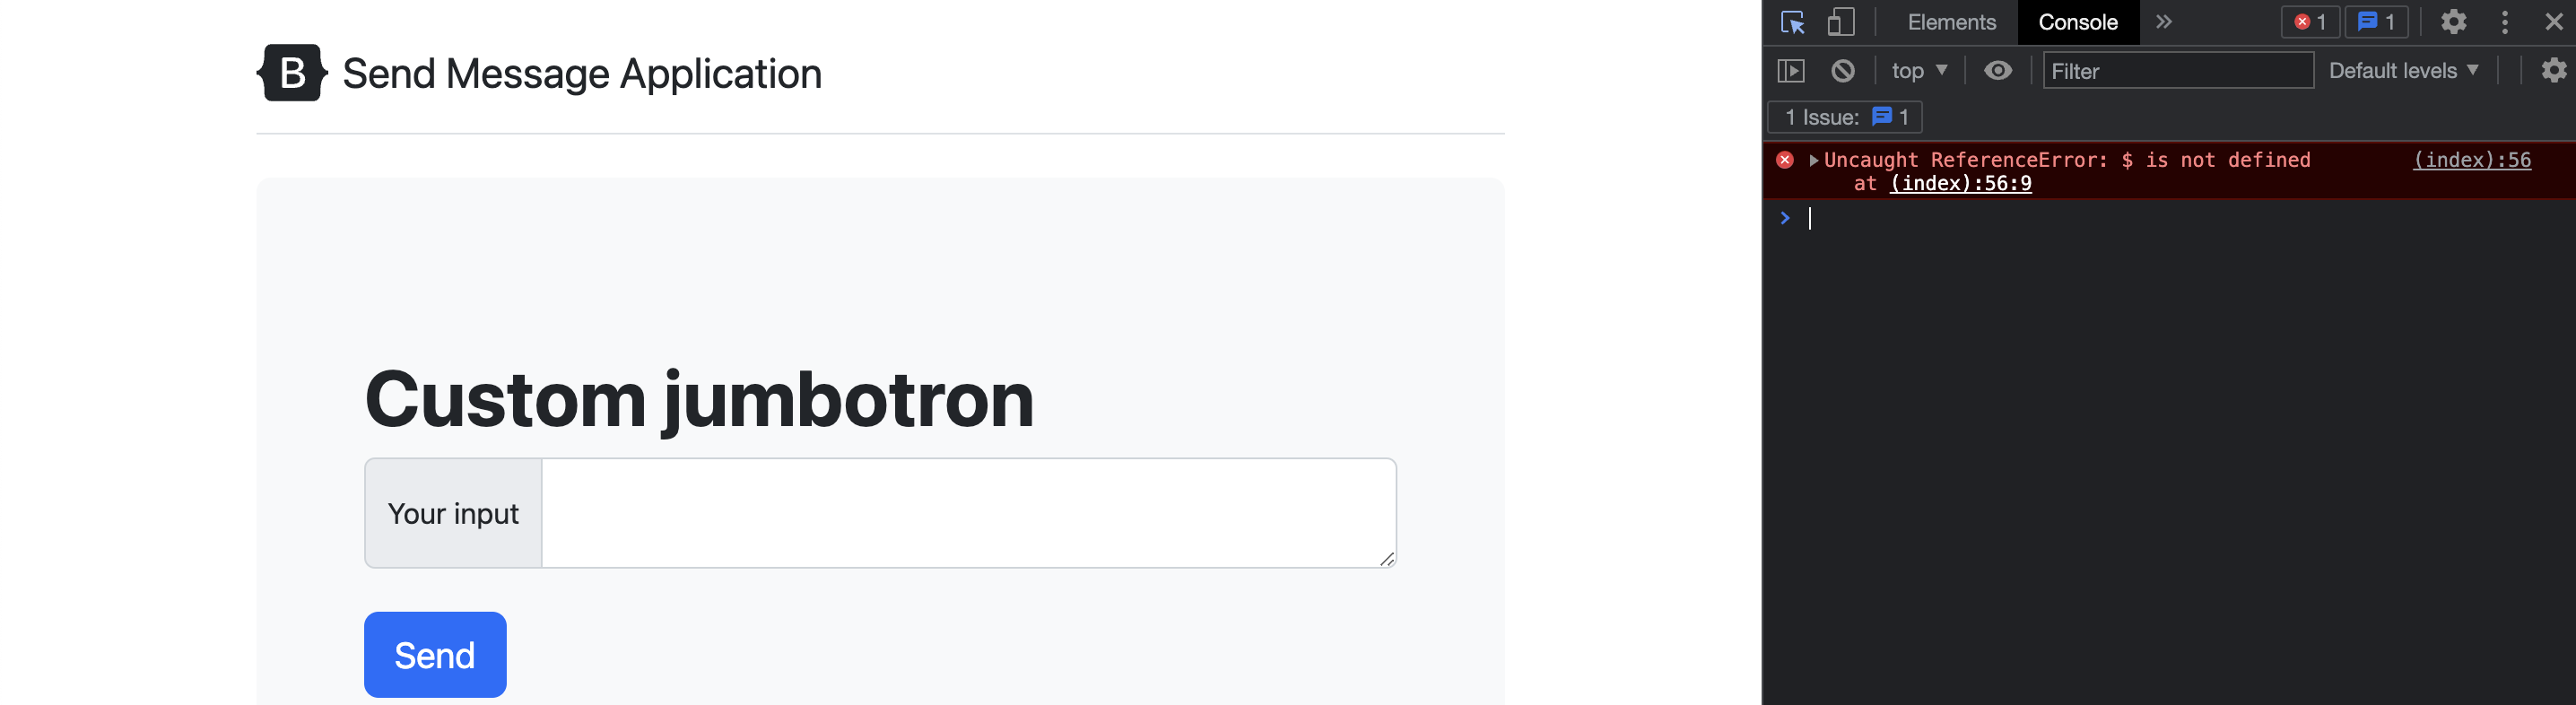 B Send Message Application
Custom jumbotron
Your input
Send
Elements Console 1 1
top Filter Default levels
1 Issue: 1
Uncaught ReferenceError: $ is not defined (index):56
at (index):56:9